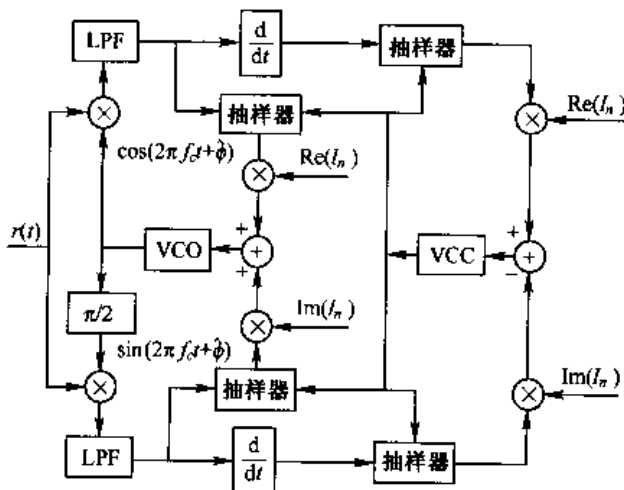 LPF
d/dt
抽样器
抽样器
Re(I_n)
cos(2πf_ct+φ̂)
Re(I_n)
r(t)
VCO
+
+
+
VCC
+
+
−
π/2
Im(I_n)
sin(2πf_ct+φ̂)
抽样器
Im(I_n)
LPF
d/dt
抽样器